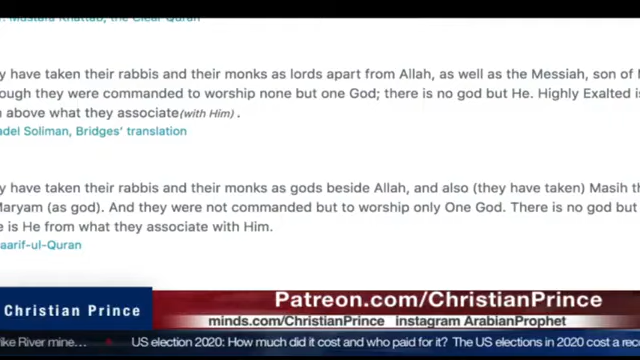 Mustafa Khattab, the Clear Quran
y have taken their rabbis and their monks as lords apart from Allah, as well as the Messiah, son of M
ough they were commanded to worship none but one God; there is no god but He. Highly Exalted is
above what they associate(with Him) .
adel Soliman, Bridges' translation
y have taken their rabbis and their monks as gods beside Allah, and also (they have taken) Masih th
Maryam (as god). And they were not commanded but to worship only One God. There is no god but
e is He from what they associate with Him.
aarif-ul-Quran
Christian Prince
Patreon.com/ChristianPrince
minds.com/ChristianPrince instagram ArabianProphet
ike River mine... US election 2020: How much did it cost and who paid for it? The US elections in 2020 cost a rec